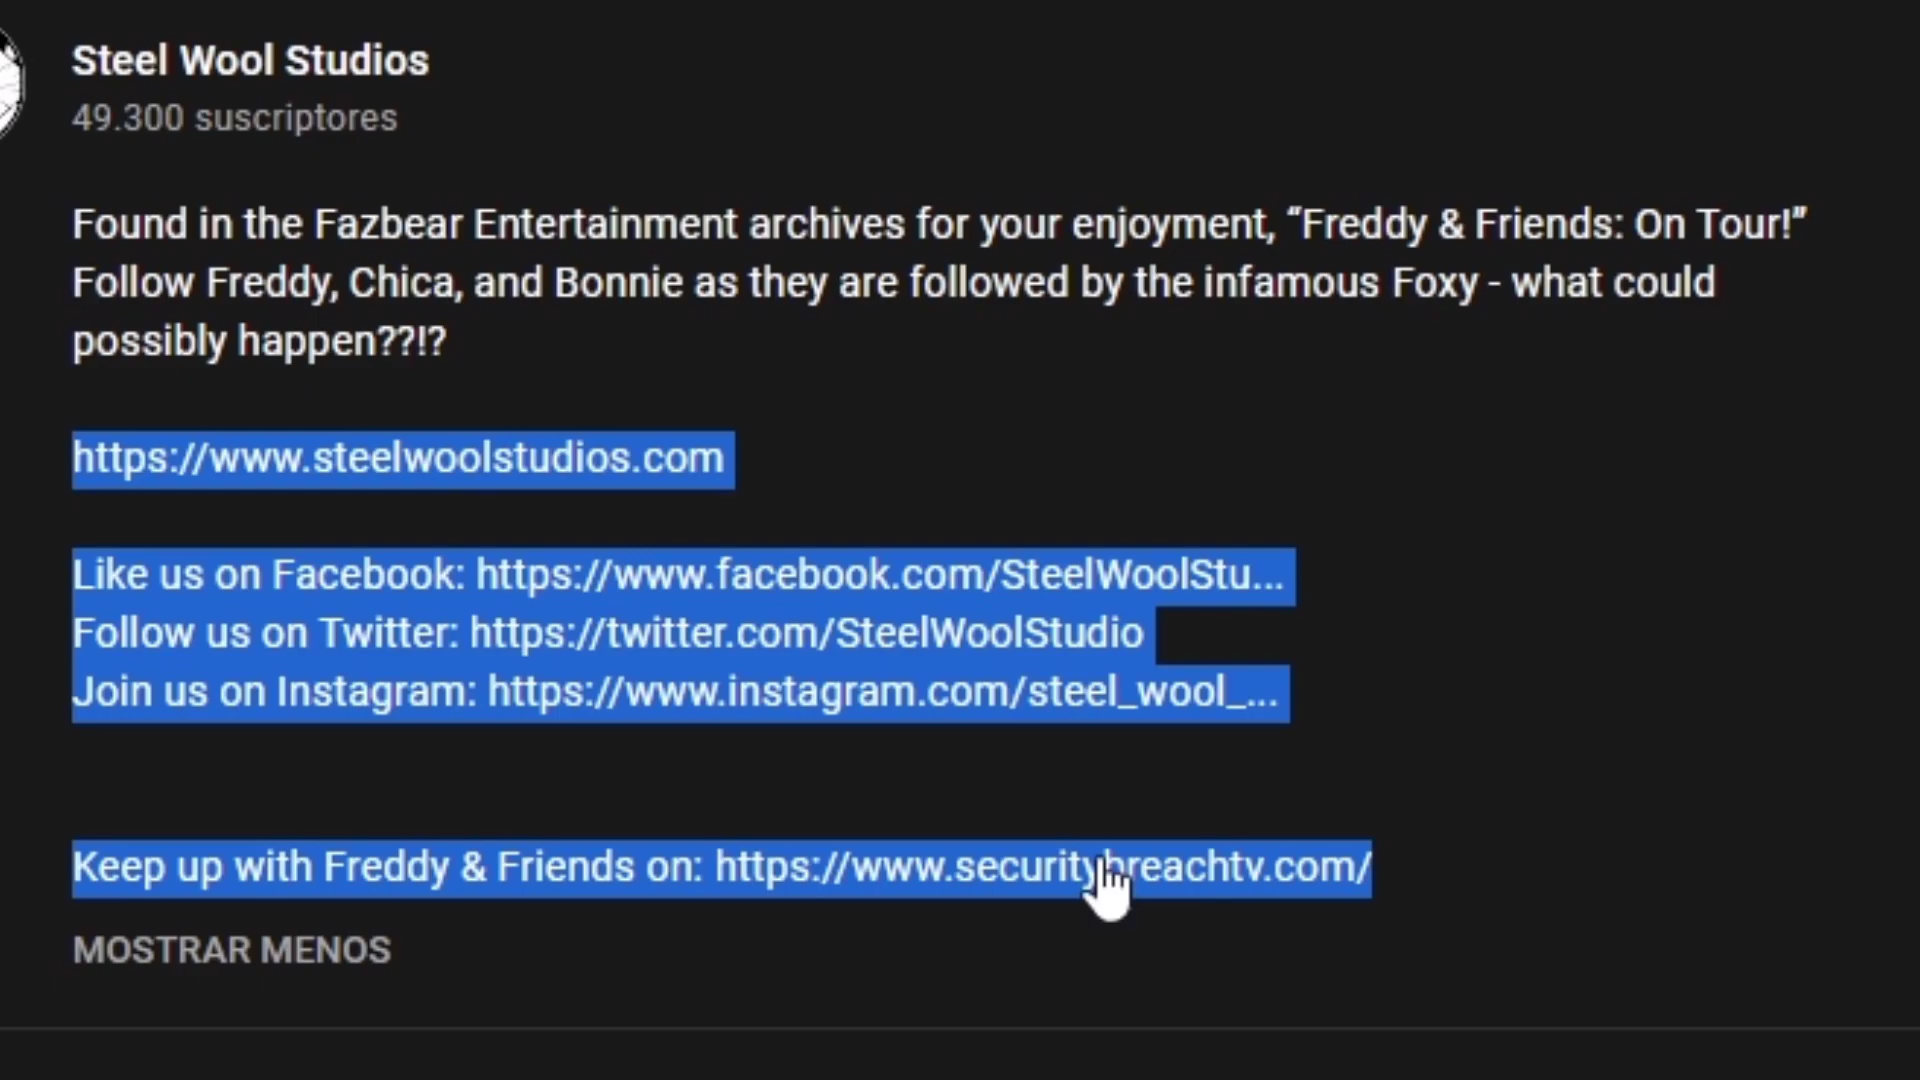 Steel Wool Studios
49.300 suscriptores
Found in the Fazbear Entertainment archives for your enjoyment, “Freddy & Friends: On Tour!”
Follow Freddy, Chica, and Bonnie as they are followed by the infamous Foxy - what could
possibly happen??!?
https://www.steelwoolstudios.com
Like us on Facebook: https://www.facebook.com/SteelWoolStu...
Follow us on Twitter: https://twitter.com/SteelWoolStudio
Join us on Instagram: https://www.instagram.com/steel_wool_...
Keep up with Freddy & Friends on: https://www.securitybreachtv.com/
MOSTRAR MENOS